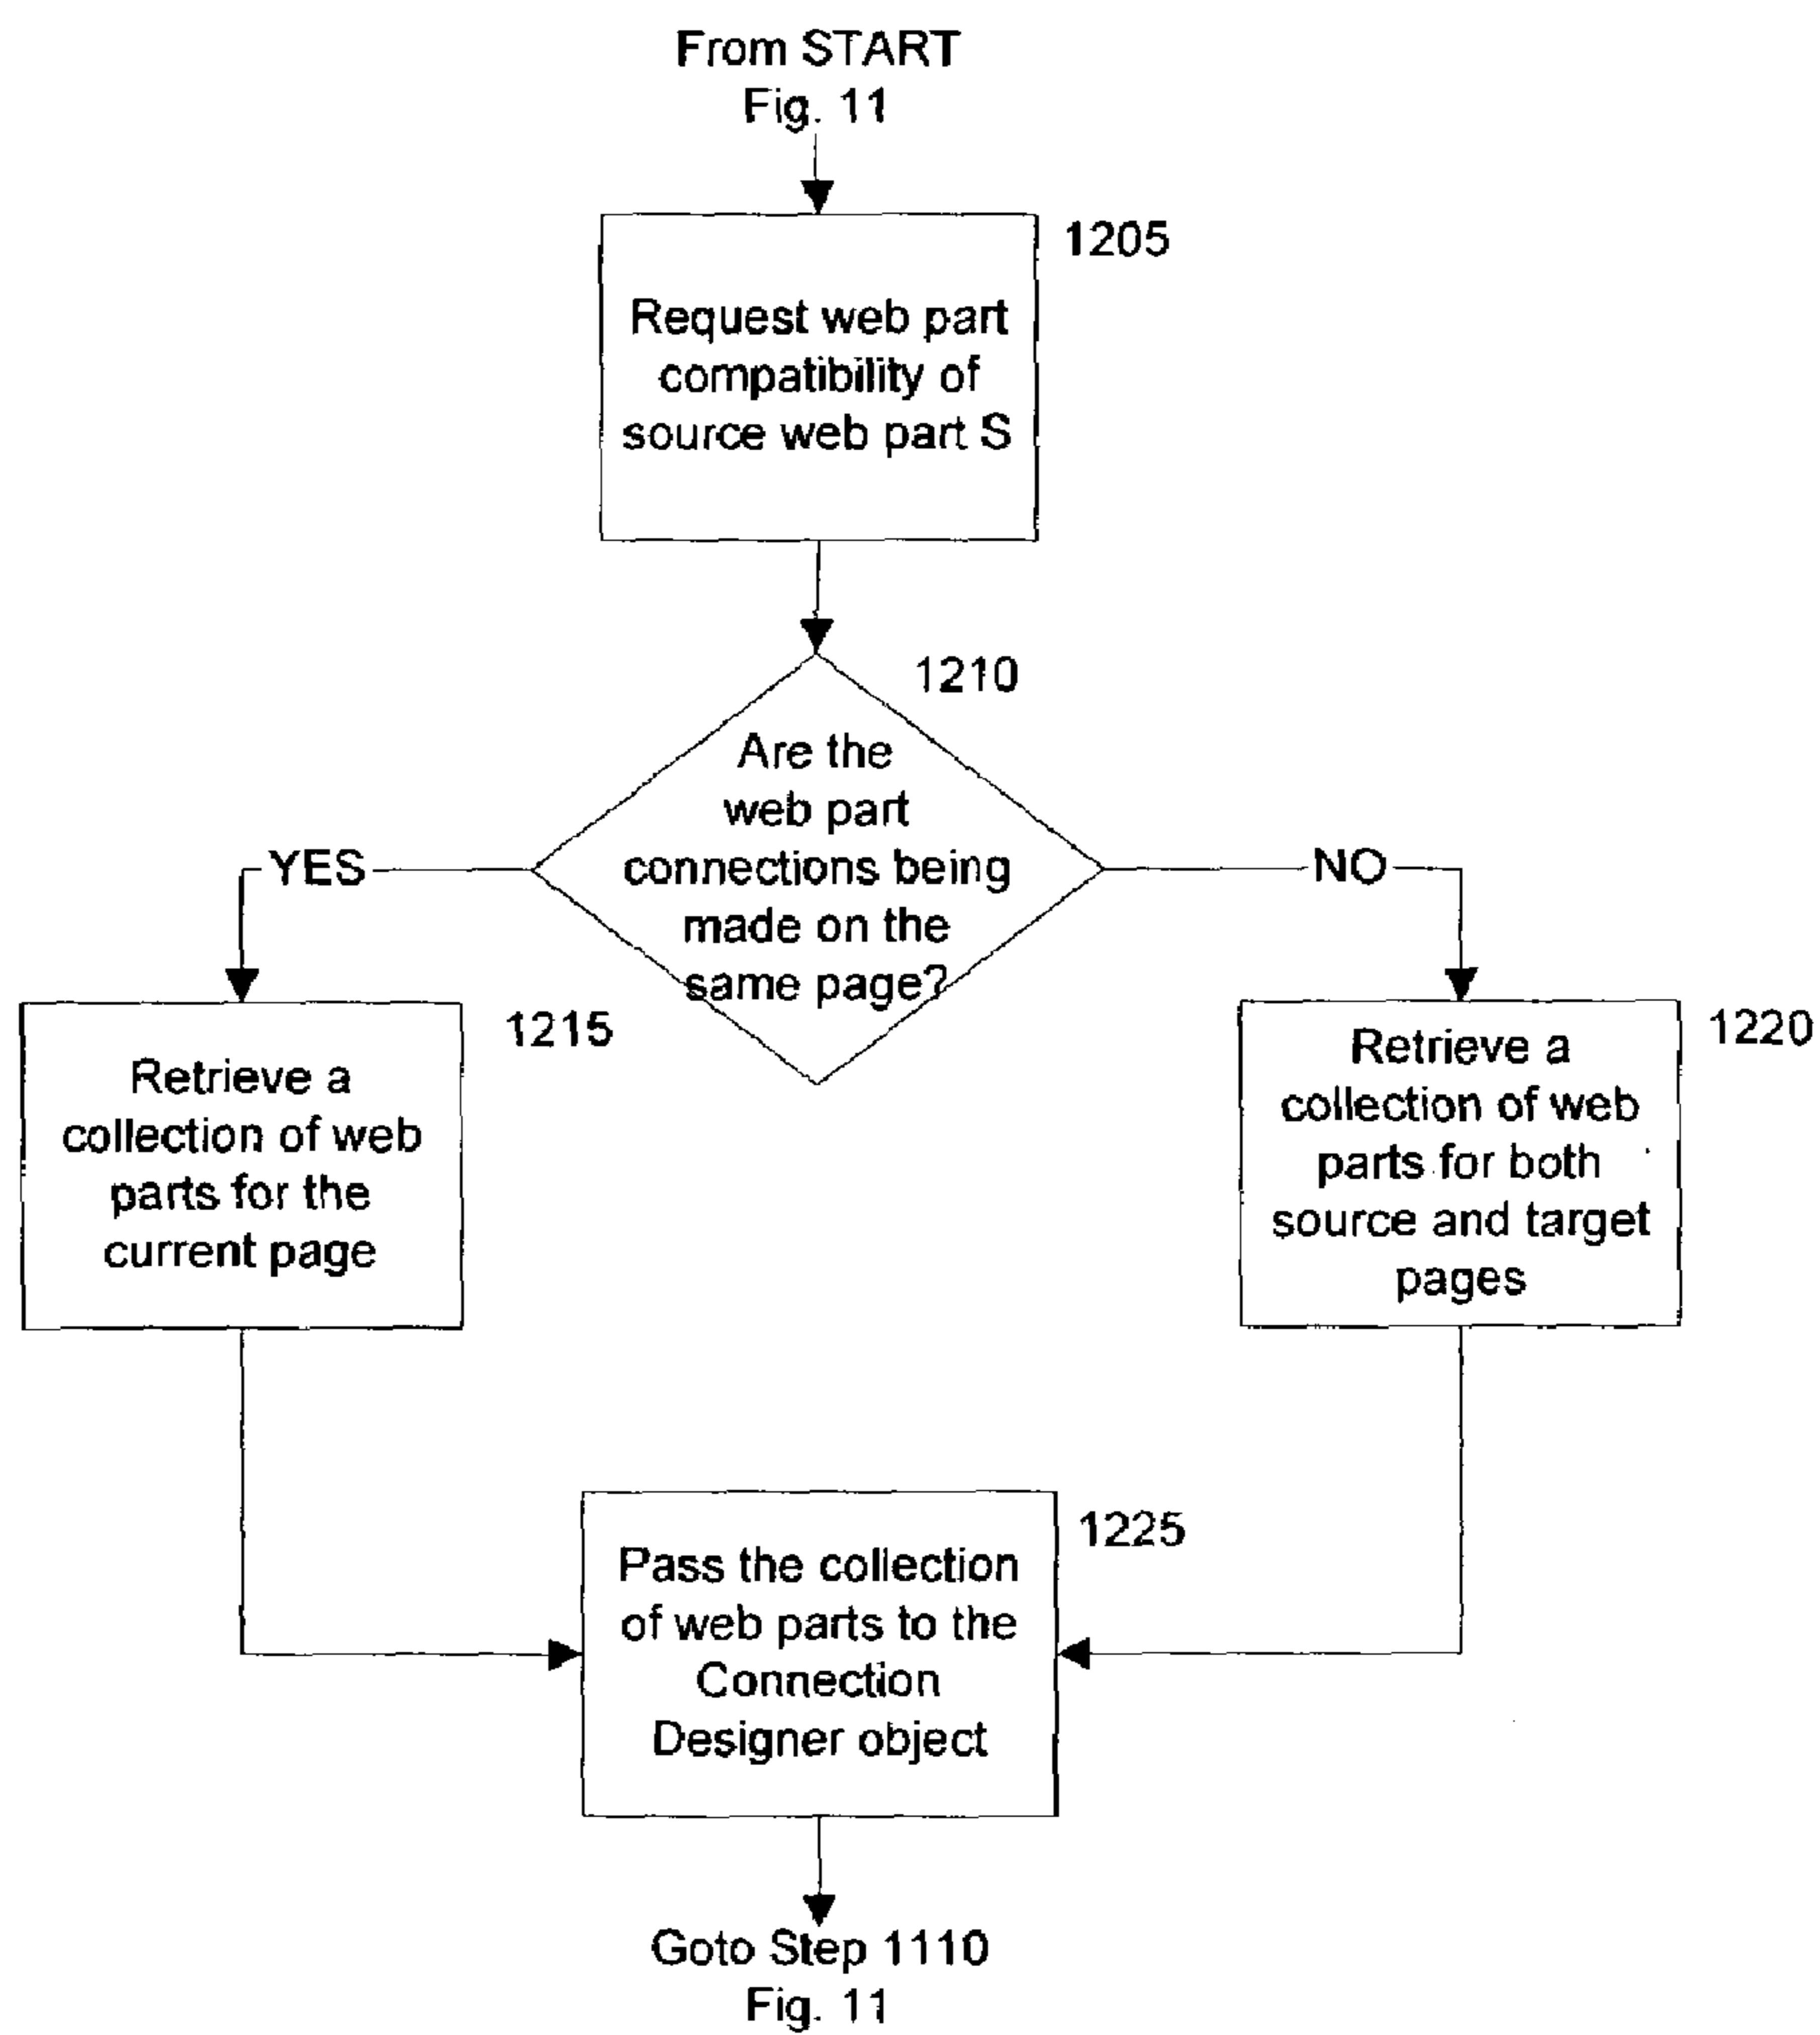 From START
Fig. 11
1205
Request web part
compatibility of
source web part S
1210
Are the
web part
connections being
made on the
same page?
YES
NO
1215
Retrieve a
collection of web
parts for the
current page
1220
Retrieve a
collection of web
parts for both
source and target
pages
1225
Pass the collection
of web parts to the
Connection
Designer object
Goto Step 1110
Fig. 11